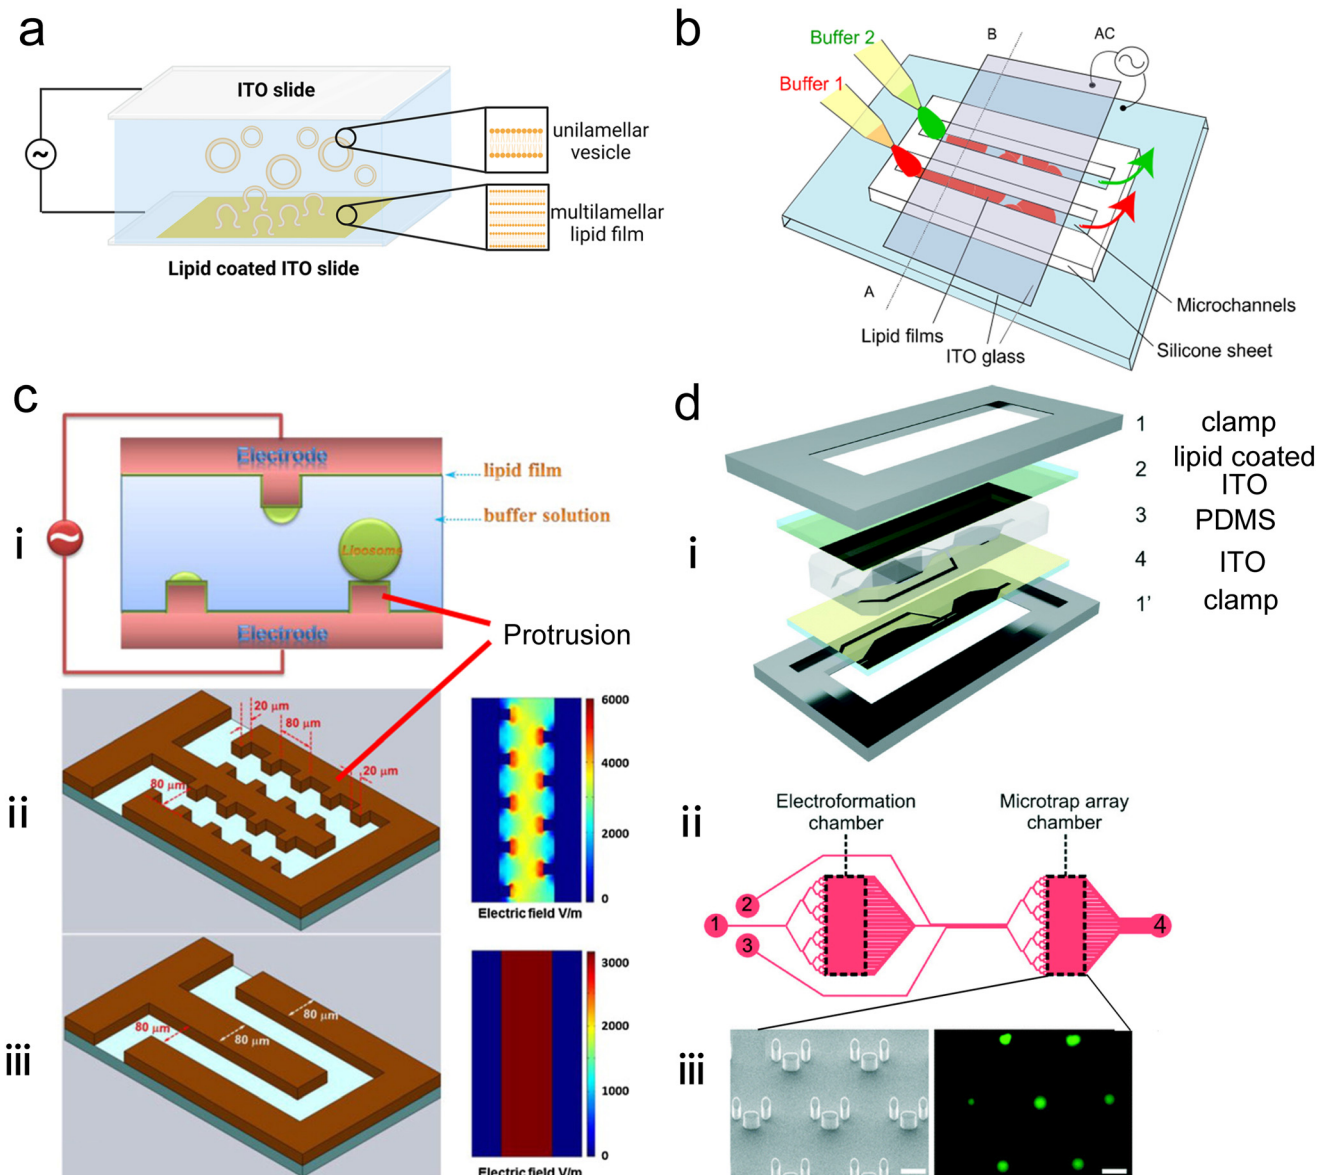 a
ITO slide
unilamellar
vesicle
multilamellar
lipid film
Lipid coated ITO slide
b
Buffer 2
Buffer 1
B
AC
A
Microchannels
Lipid films
ITO glass
Silicone sheet
c
i
Electrode
lipid film
buffer solution
Liposome
Electrode
Protrusion
ii
20 μm
80 μm
20 μm
80 μm
6000
4000
2000
0
Electric field V/m
iii
80 μm
80 μm
80 μm
3000
2000
1000
0
Electric field V/m
d
i
1 clamp
2 lipid coated
ITO
3 PDMS
4 ITO
1' clamp
ii
Electroformation
chamber
Microtrap array
chamber
1
2
3
4
iii